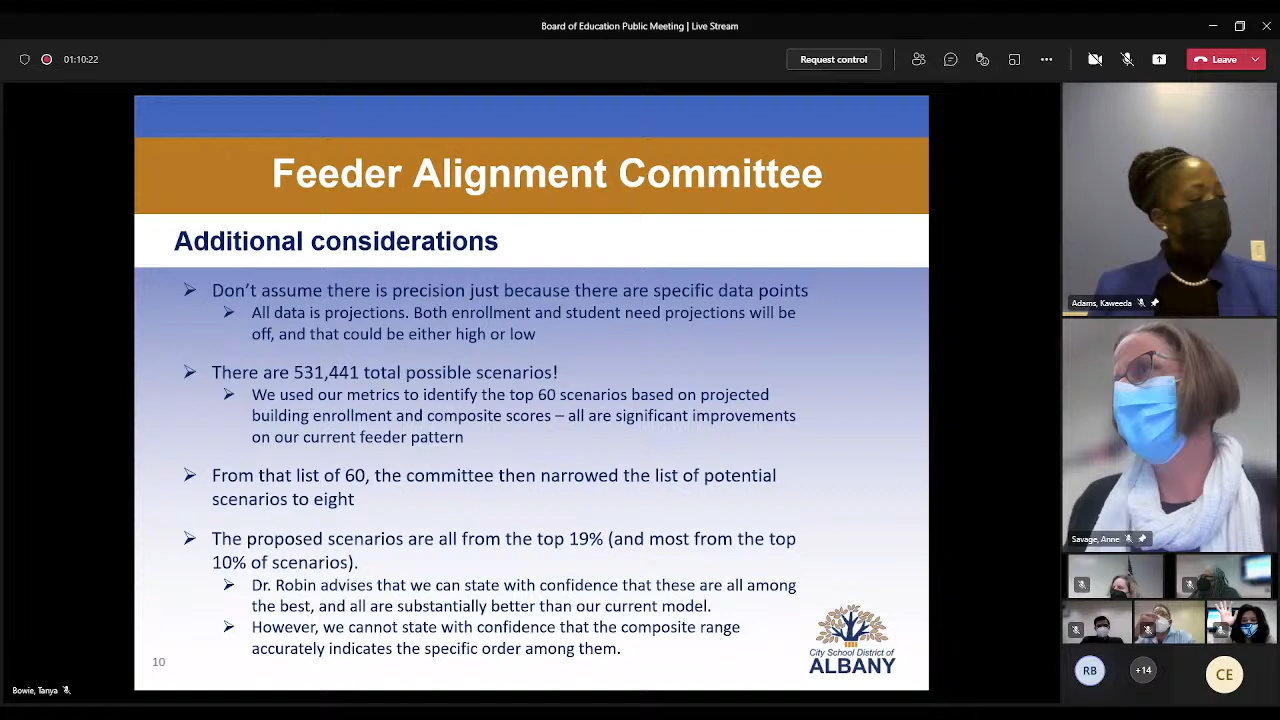 Board of Education Public Meeting | Live Stream
01:10:22
Request control
Leave
Feeder Alignment Committee
Additional considerations
Don't assume there is precision just because there are specific data points
All data is projections. Both enrollment and student need projections will be
off, and that could be either high or low
There are 531,441 total possible scenarios!
We used our metrics to identify the top 60 scenarios based on projected
building enrollment and composite scores – all are significant improvements
on our current feeder pattern
From that list of 60, the committee then narrowed the list of potential
scenarios to eight
The proposed scenarios are all from the top 19% (and most from the top
10% of scenarios).
Dr. Robin advises that we can state with confidence that these are all among
the best, and all are substantially better than our current model.
However, we cannot state with confidence that the composite range
accurately indicates the specific order among them.
10
City School District of
ALBANY
Bowie, Tanya
Adams, Kaweeda
Savage, Anne
RB
+14
CE